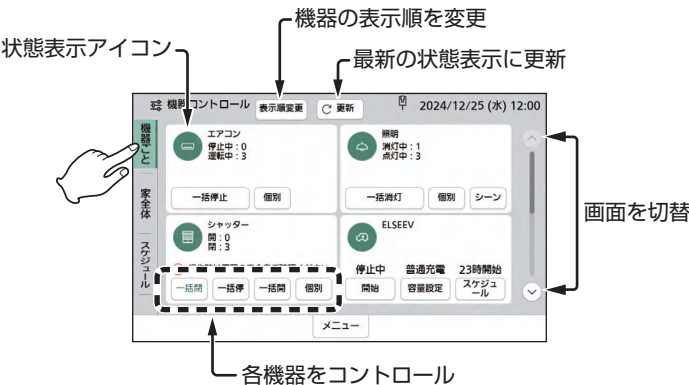 機器の表示順を変更
状態表示アイコン
最新の状態表示に更新
機器コントロール
表示順変更
更新
2024/12/25 (水) 12:00
機器ごと
家全体
スケジュール
エアコン
停止中：0
運転中：3
一括停止
個別
照明
消灯中：1
点灯中：3
一括消灯
個別
シーン
シャッター
開：0
閉：3
一括閉
一括停
一括開
個別
ELSEEV
停止中
普通充電
23時開始
開始
容量設定
スケジュ
ール
メニュー
画面を切替
各機器をコントロール